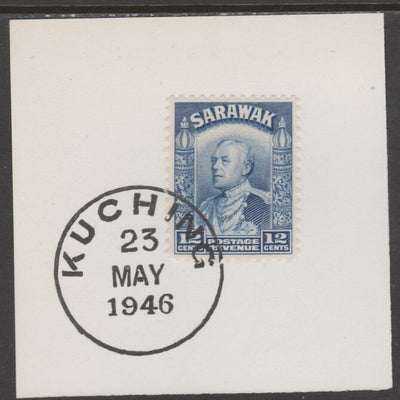 SARAWAK
12 CENTS POSTAGE REVENUE 12 CENTS
KUCHING
23
MAY
1946